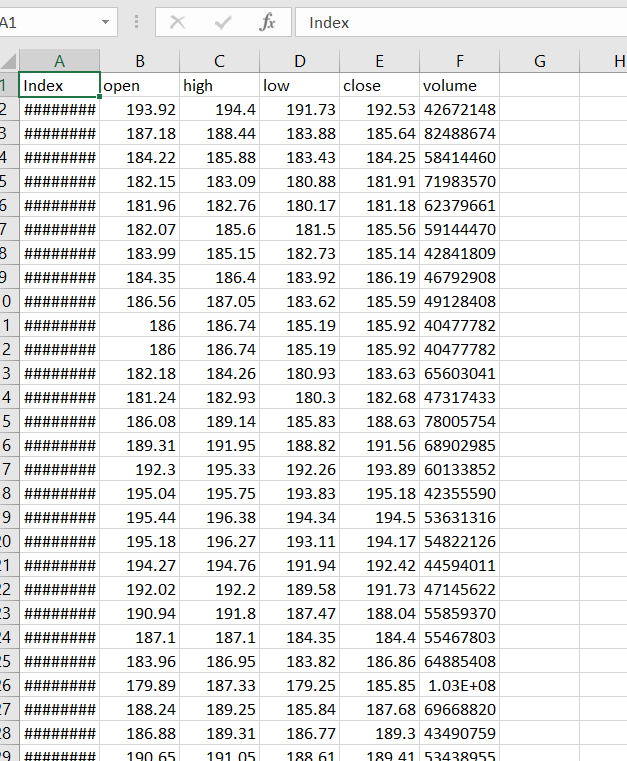 A1 fx Index
A B C D E F G H
1 Index open high low close volume
2 ######## 193.92 194.4 191.73 192.53 42672148
3 ######## 187.18 188.44 183.88 185.64 82488674
4 ######## 184.22 185.88 183.43 184.25 58414460
5 ######## 182.15 183.09 180.88 181.91 71983570
6 ######## 181.96 182.76 180.17 181.18 62379661
7 ######## 182.07 185.6 181.5 185.56 59144470
8 ######## 183.99 185.15 182.73 185.14 42841809
9 ######## 184.35 186.4 183.92 186.19 46792908
0 ######## 186.56 187.05 183.62 185.59 49128408
1 ######## 186 186.74 185.19 185.92 40477782
2 ######## 186 186.74 185.19 185.92 40477782
3 ######## 182.18 184.26 180.93 183.63 65603041
4 ######## 181.24 182.93 180.3 182.68 47317433
5 ######## 186.08 189.14 185.83 188.63 78005754
6 ######## 189.31 191.95 188.82 191.56 68902985
7 ######## 192.3 195.33 192.26 193.89 60133852
8 ######## 195.04 195.75 193.83 195.18 42355590
9 ######## 195.44 196.38 194.34 194.5 53631316
20 ######## 195.18 196.27 193.11 194.17 54822126
21 ######## 194.27 194.76 191.94 192.42 44594011
22 ######## 192.02 192.2 189.58 191.73 47145622
23 ######## 190.94 191.8 187.47 188.04 55859370
24 ######## 187.1 187.1 184.35 184.4 55467803
25 ######## 183.96 186.95 183.82 186.86 64885408
26 ######## 179.89 187.33 179.25 185.85 1.03E+08
27 ######## 188.24 189.25 185.84 187.68 69668820
28 ######## 186.88 189.31 186.77 189.3 43490759
29 ######## 190.65 191.05 188.61 189.41 53438955